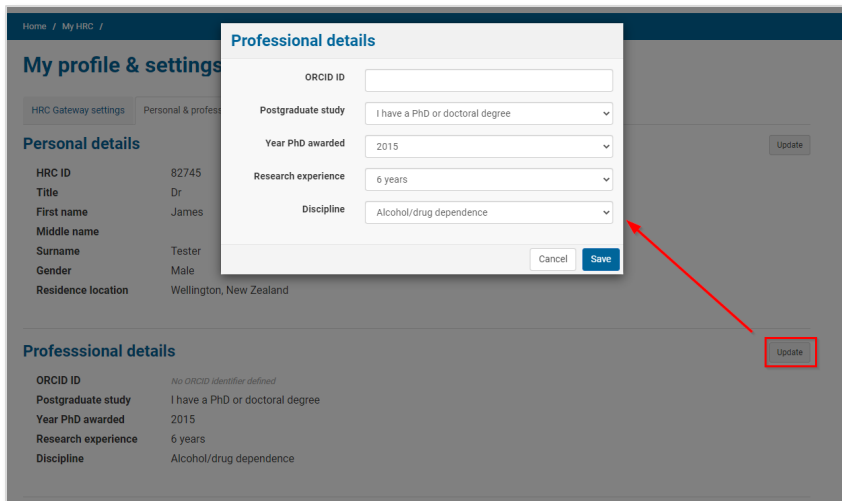 Home / My HRC /
My profile & settings
HRC Gateway settings
Personal & profess
Personal details
Update
HRC ID 82745
Title Dr
First name James
Middle name
Surname Tester
Gender Male
Residence location Wellington, New Zealand
Professional details
ORCID ID
Postgraduate study I have a PhD or doctoral degree
Year PhD awarded 2015
Research experience 6 years
Discipline Alcohol/drug dependence
Cancel Save
Professsional details
Update
ORCID ID No ORCID identifier defined
Postgraduate study I have a PhD or doctoral degree
Year PhD awarded 2015
Research experience 6 years
Discipline Alcohol/drug dependence